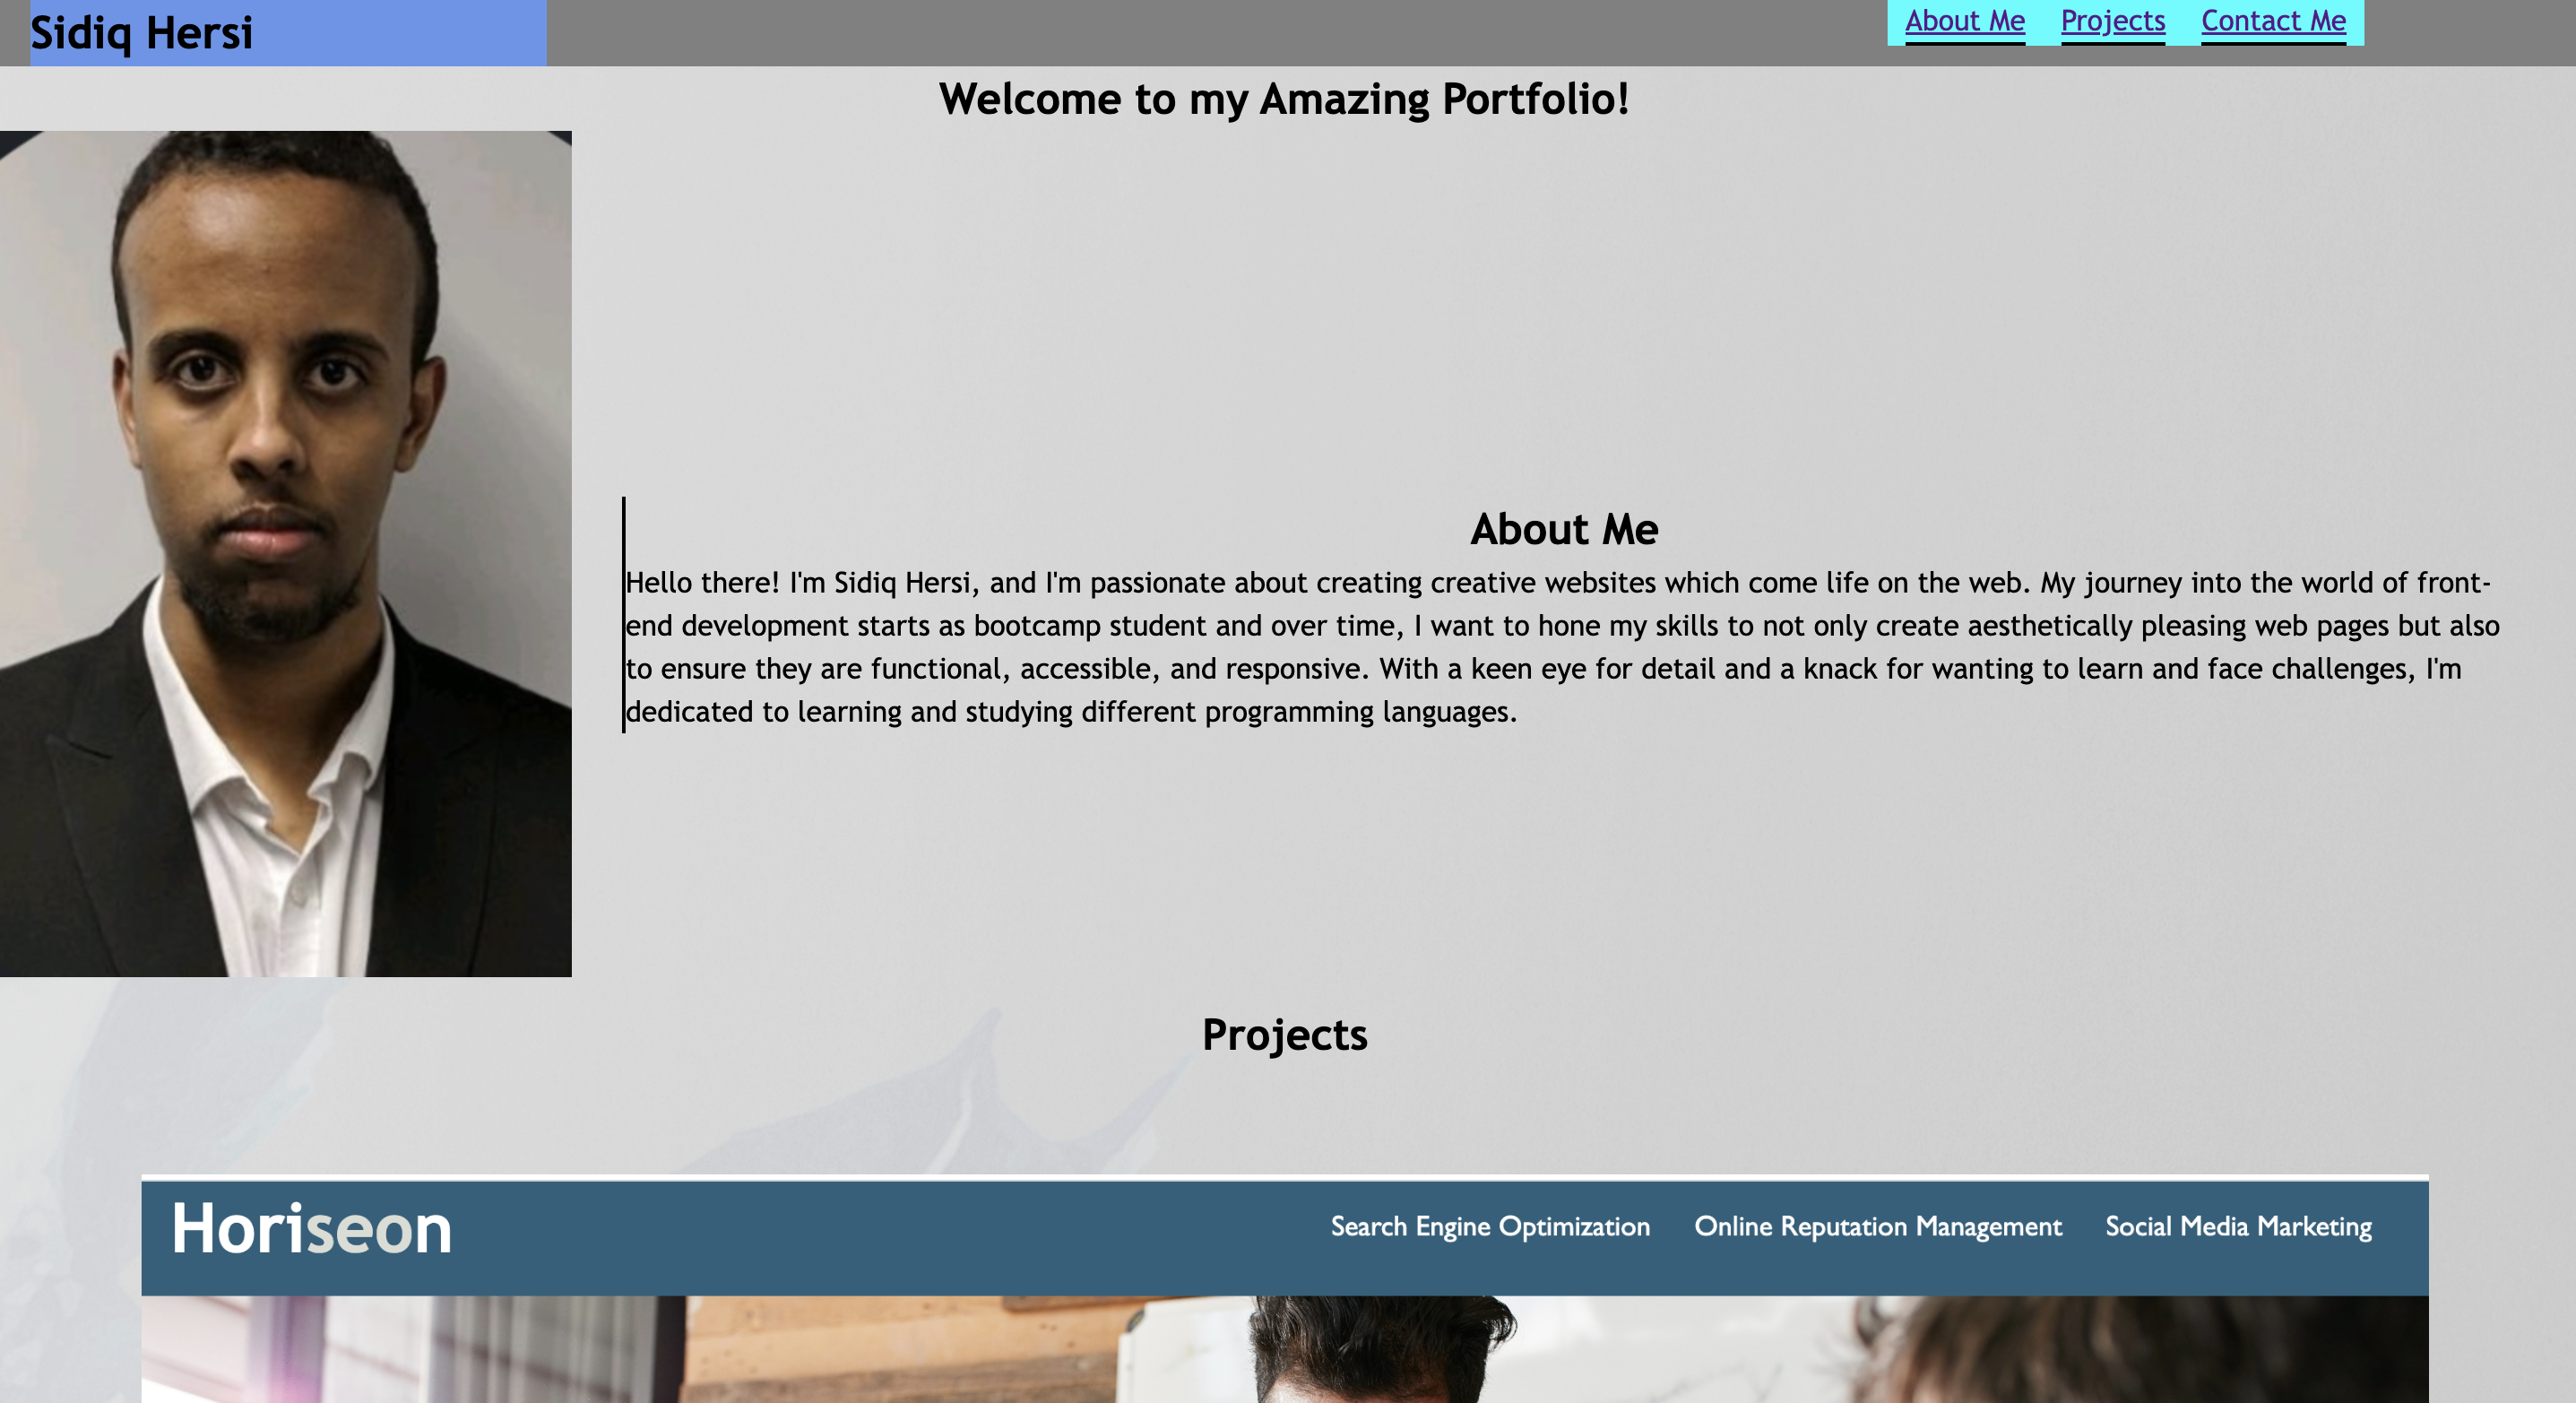 Sidiq Hersi
About Me Projects Contact Me
Welcome to my Amazing Portfolio!
About Me
Hello there! I'm Sidiq Hersi, and I'm passionate about creating creative websites which come life on the web. My journey into the world of front-
end development starts as bootcamp student and over time, I want to hone my skills to not only create aesthetically pleasing web pages but also
to ensure they are functional, accessible, and responsive. With a keen eye for detail and a knack for wanting to learn and face challenges, I'm
dedicated to learning and studying different programming languages.
Projects
Horiseon
Search Engine Optimization Online Reputation Management Social Media Marketing